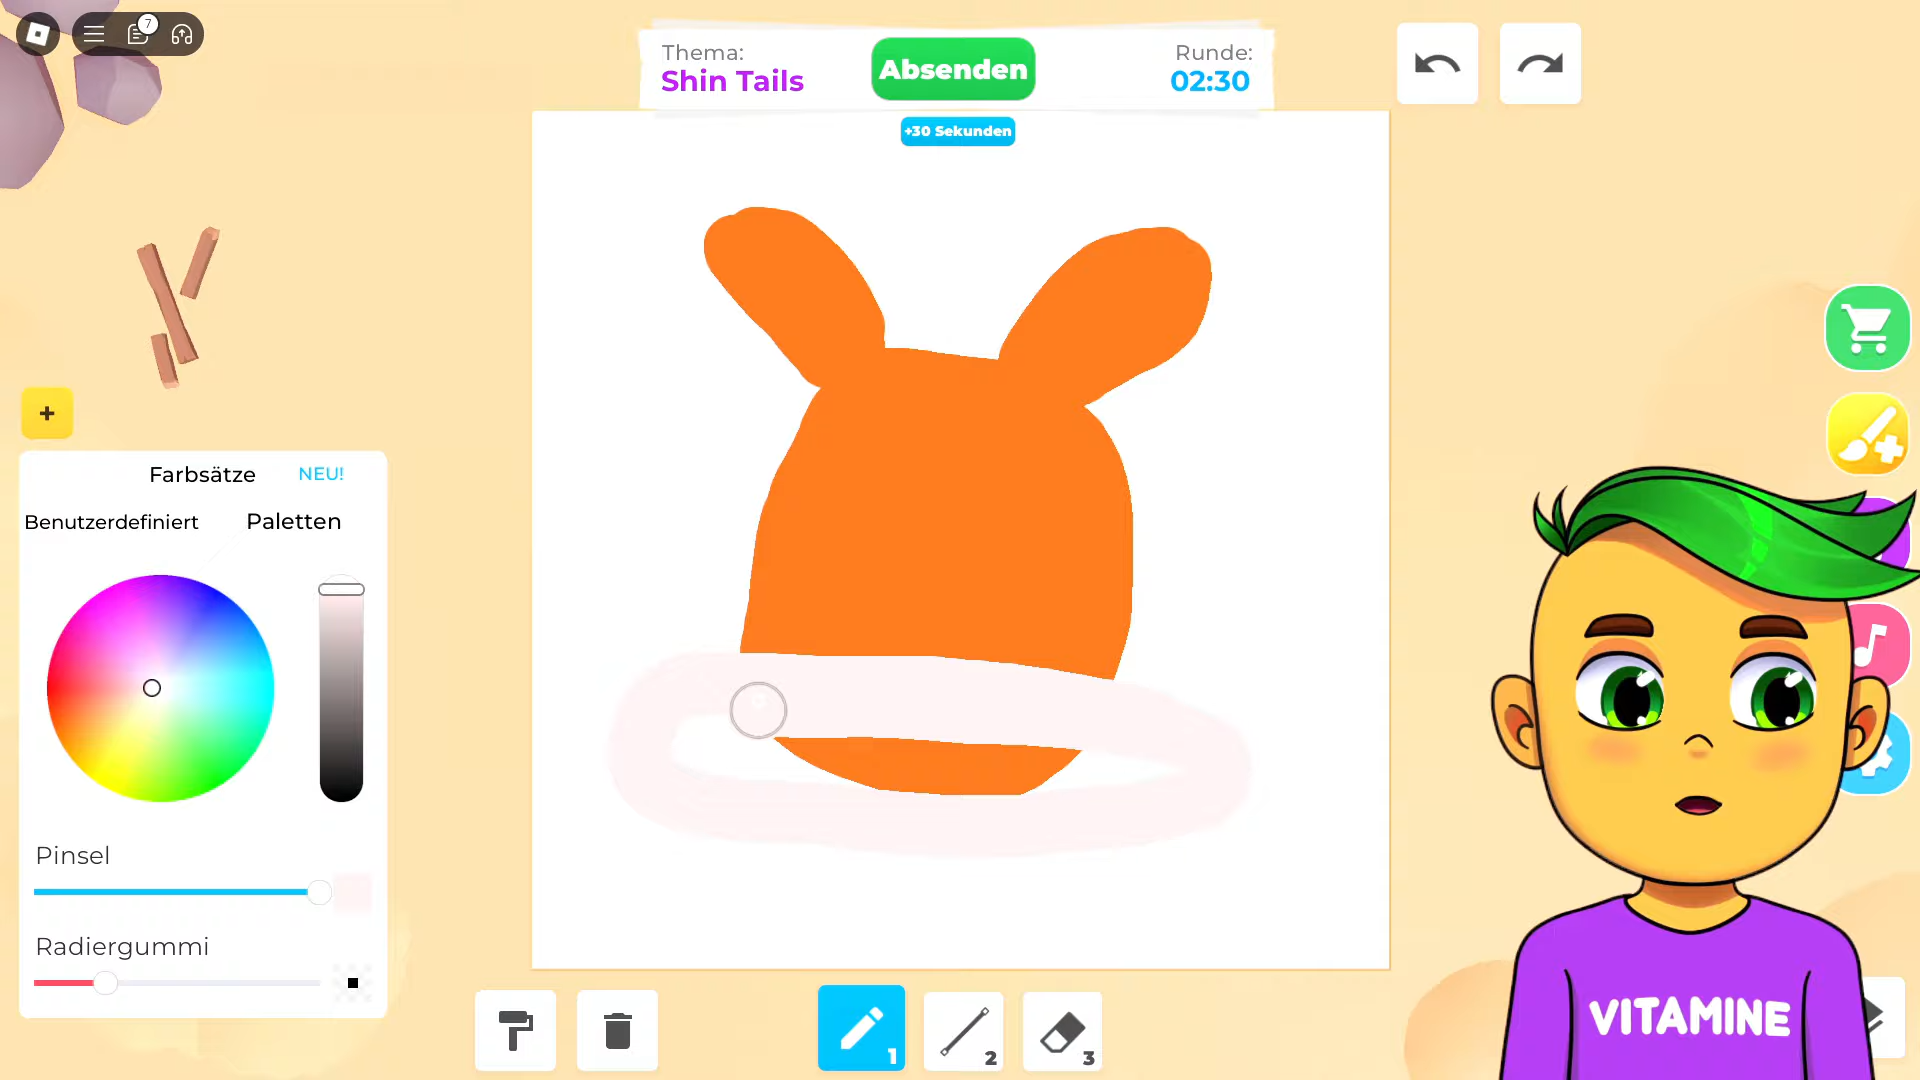 7
Thema:
Shin Tails
Absenden
Runde:
02:30
+30 Sekunden
+
Farbsätze NEU!
Benutzerdefiniert Paletten
Pinsel
Radiergummi
1
2
3
VITAMINE